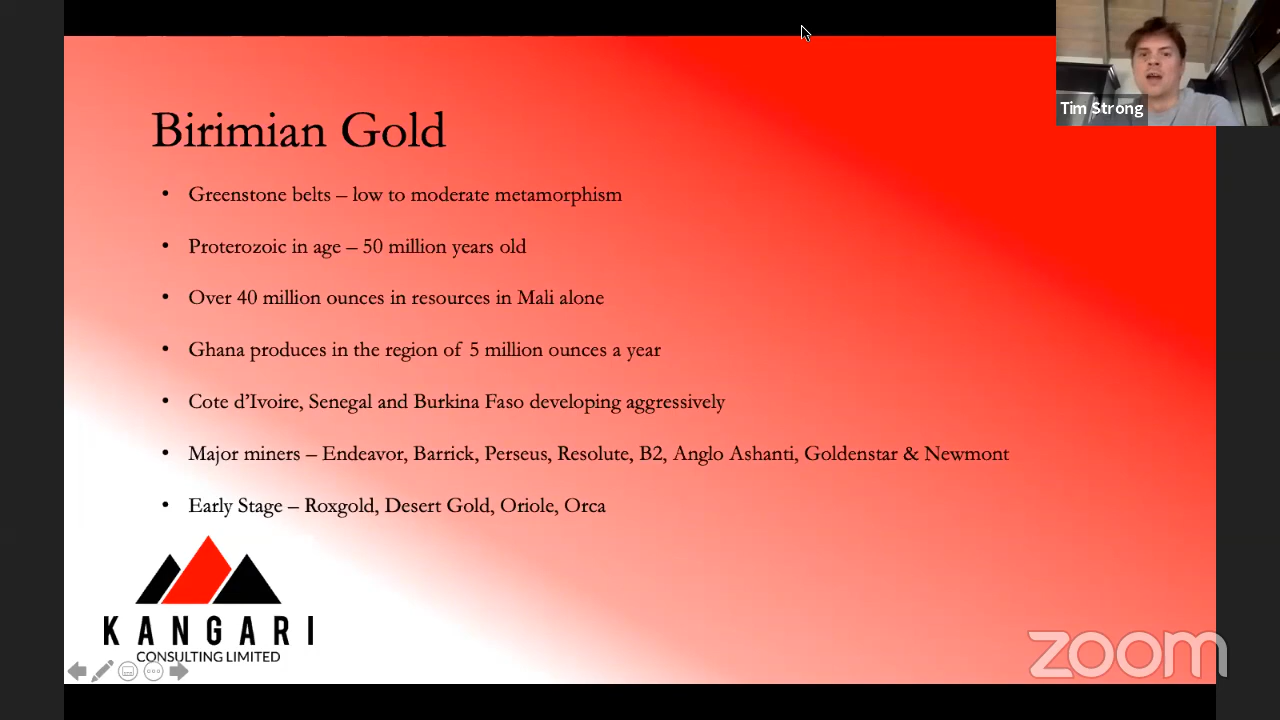 Tim Strong
Birimian Gold
• Greenstone belts – low to moderate metamorphism
• Proterozoic in age – 50 million years old
• Over 40 million ounces in resources in Mali alone
• Ghana produces in the region of 5 million ounces a year
• Cote d’Ivoire, Senegal and Burkina Faso developing aggressively
• Major miners – Endeavor, Barrick, Perseus, Resolute, B2, Anglo Ashanti, Goldenstar & Newmont
• Early Stage – Roxgold, Desert Gold, Oriole, Orca
KANGARI
CONSULTING LIMITED
zoom